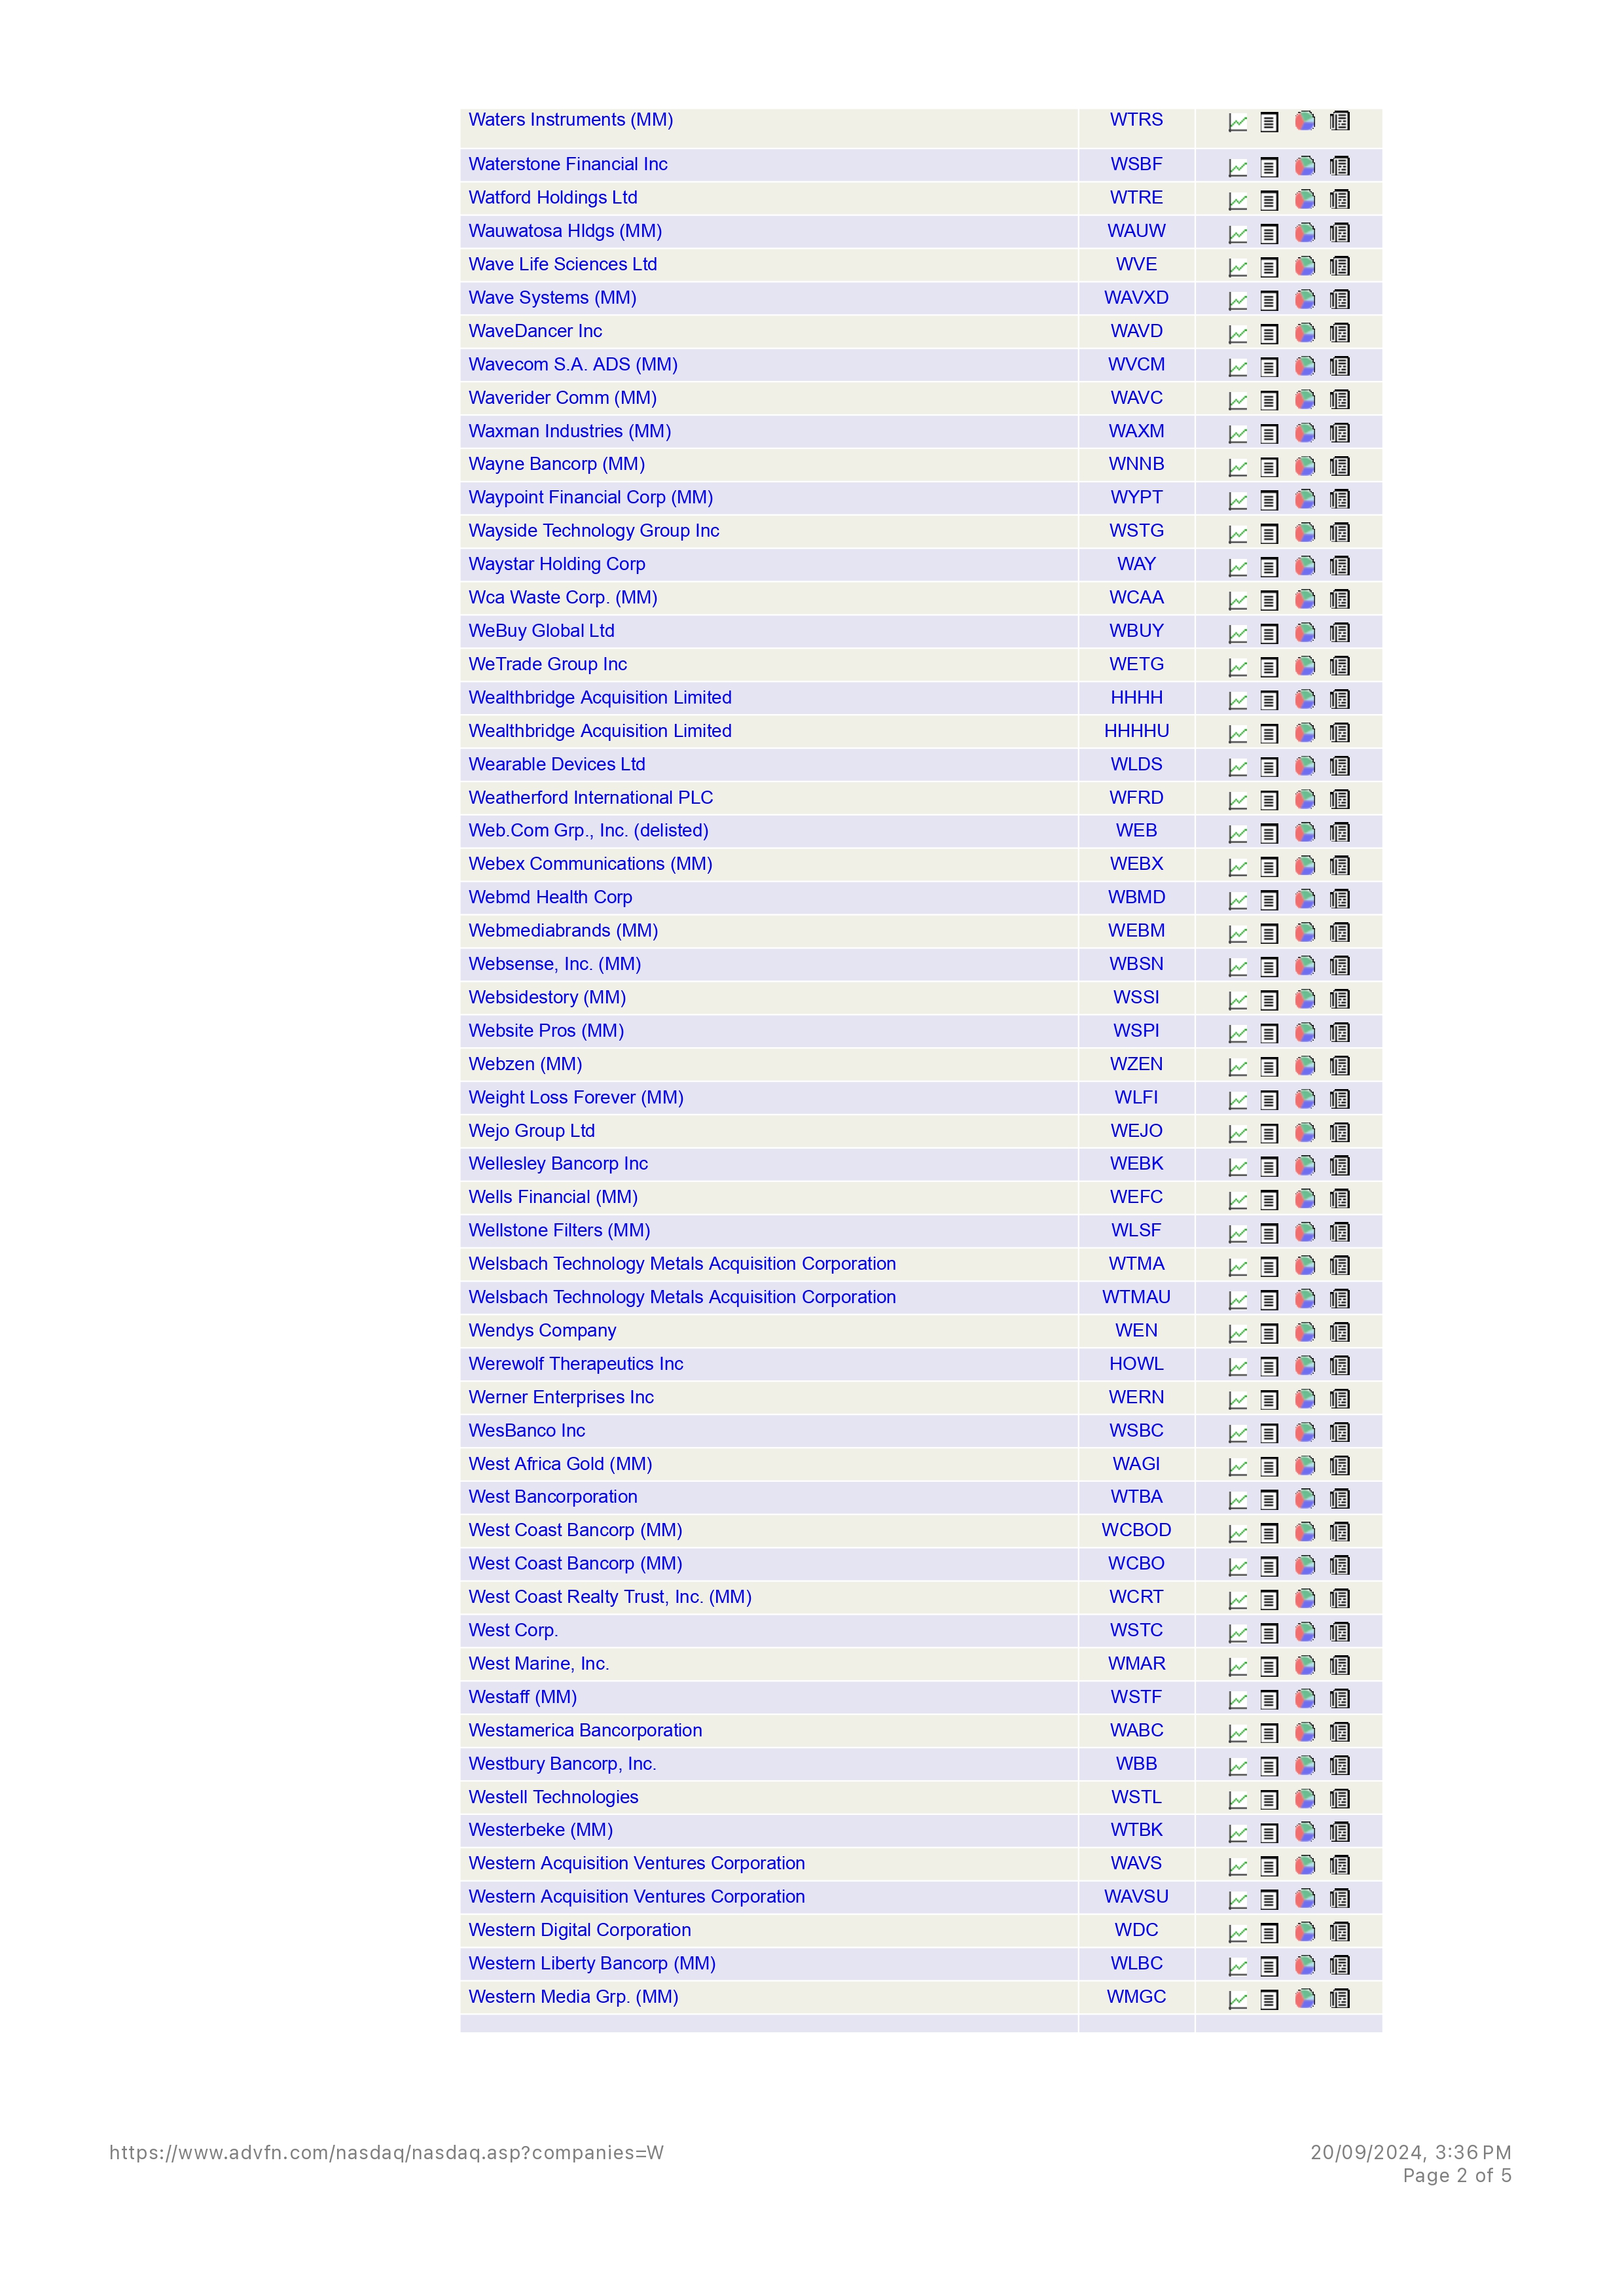 Waters Instruments (MM) WTRS
Waterstone Financial Inc WSBF
Watford Holdings Ltd WTRE
Wauwatosa Hldgs (MM) WAUW
Wave Life Sciences Ltd WVE
Wave Systems (MM) WAVXD
WaveDancer Inc WAVD
Wavecom S.A. ADS (MM) WVCM
Waverider Comm (MM) WAVC
Waxman Industries (MM) WAXM
Wayne Bancorp (MM) WNNB
Waypoint Financial Corp (MM) WYPT
Wayside Technology Group Inc WSTG
Waystar Holding Corp WAY
Wca Waste Corp. (MM) WCAA
WeBuy Global Ltd WBUY
WeTrade Group Inc WETG
Wealthbridge Acquisition Limited HHHH
Wealthbridge Acquisition Limited HHHHU
Wearable Devices Ltd WLDS
Weatherford International PLC WFRD
Web.Com Grp., Inc. (delisted) WEB
Webex Communications (MM) WEBX
Webmd Health Corp WBMD
Webmediabrands (MM) WEBM
Websense, Inc. (MM) WBSN
Websidestory (MM) WSSI
Website Pros (MM) WSPI
Webzen (MM) WZEN
Weight Loss Forever (MM) WLFI
Wejo Group Ltd WEJO
Wellesley Bancorp Inc WEBK
Wells Financial (MM) WEFC
Wellstone Filters (MM) WLSF
Welsbach Technology Metals Acquisition Corporation WTMA
Welsbach Technology Metals Acquisition Corporation WTMAU
Wendys Company WEN
Werewolf Therapeutics Inc HOWL
Werner Enterprises Inc WERN
WesBanco Inc WSBC
West Africa Gold (MM) WAGI
West Bancorporation WTBA
West Coast Bancorp (MM) WCBOD
West Coast Bancorp (MM) WCBO
West Coast Realty Trust, Inc. (MM) WCRT
West Corp. WSTC
West Marine, Inc. WMAR
Westaff (MM) WSTF
Westamerica Bancorporation WABC
Westbury Bancorp, Inc. WBB
Westell Technologies WSTL
Westerbeke (MM) WTBK
Western Acquisition Ventures Corporation WAVS
Western Acquisition Ventures Corporation WAVSU
Western Digital Corporation WDC
Western Liberty Bancorp (MM) WLBC
Western Media Grp. (MM) WMGC
https://www.advfn.com/nasdaq/nasdaq.asp?companies=W 20/09/2024, 3:36 PM
Page 2 of 5